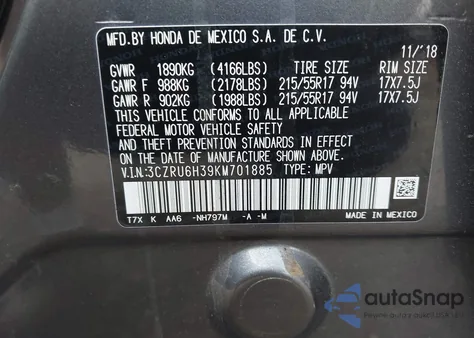 MFD.BY HONDA DE MEXICO S.A. DE C.V.
11/'18
GVWR 1890KG (4166LBS) TIRE SIZE RIM SIZE
GAWR F 988KG (2178LBS) 215/55R17 94V 17X7.5J
GAWR R 902KG (1988LBS) 215/55R17 94V 17X7.5J
THIS VEHICLE CONFORMS TO ALL APPLICABLE
FEDERAL MOTOR VEHICLE SAFETY
AND THEFT PREVENTION STANDARDS IN EFFECT
ON THE DATE OF MANUFACTURE SHOWN ABOVE.
V.I.N:3CZRU6H39KM701885 TYPE: MPV
T7X K AA6 -NH797M -A -M
MADE IN MEXICO
autoSnap